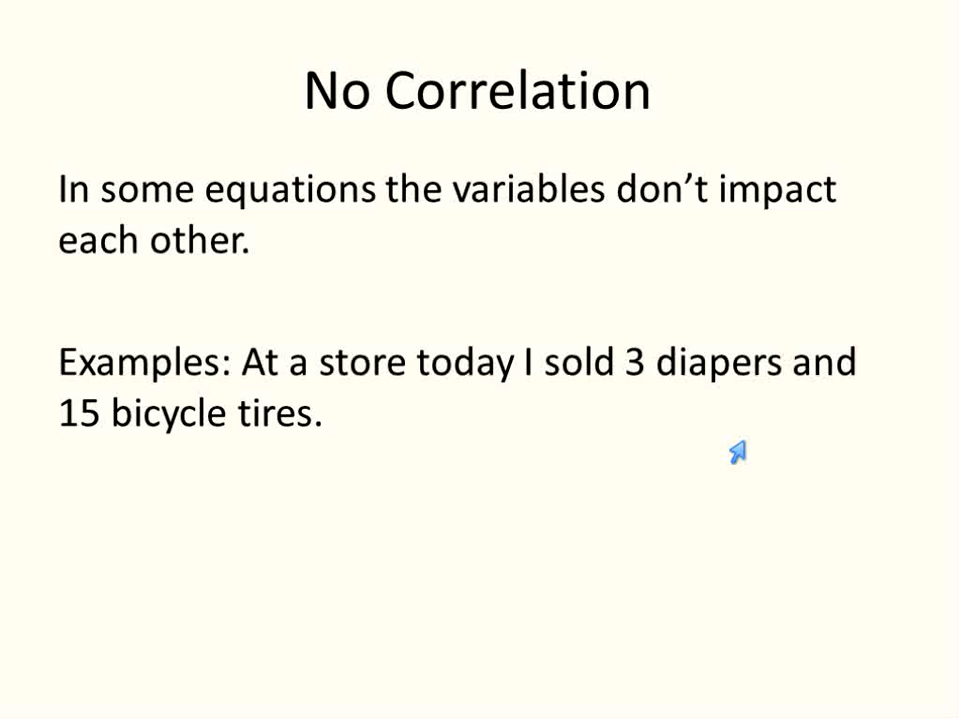 No Correlation
In some equations the variables don’t impact
each other.
Examples: At a store today I sold 3 diapers and
15 bicycle tires.